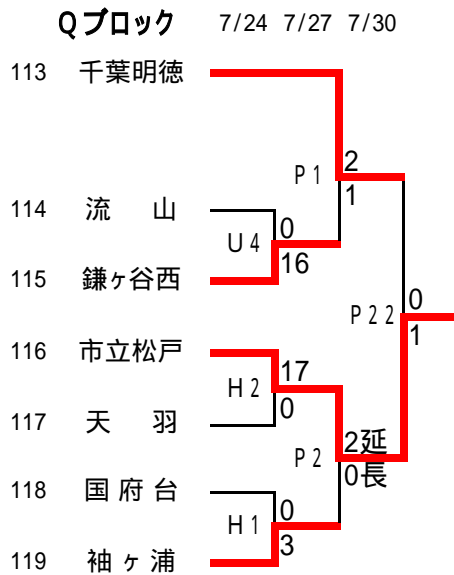 Qブロック 7/24 7/27 7/30
113 千葉明徳
P1 2
1
114 流山
U4 0
16
115 鎌ヶ谷西
P22 0
1
116 市立松戸
H2 17
0
117 天羽
P2 2延
0長
118 国府台
H1 0
3
119 袖ヶ浦